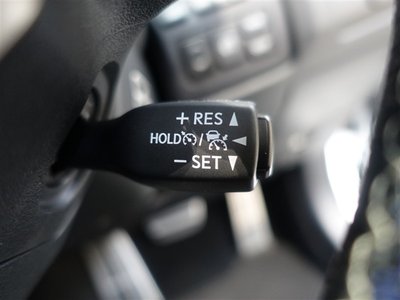 + RES ▲
HOLD / ◀
− SET ▼